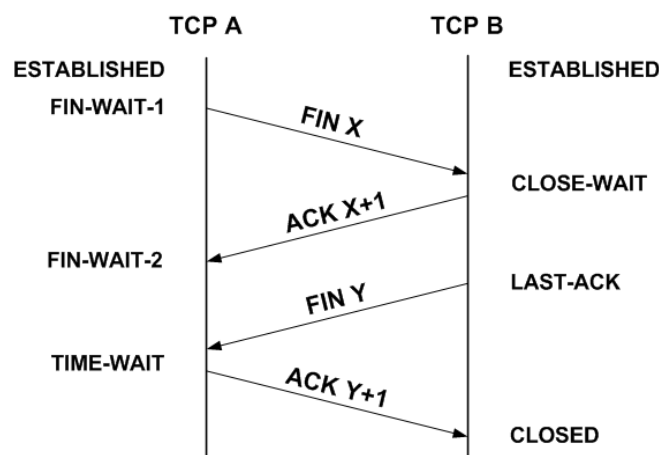 TCP A TCP B
ESTABLISHED ESTABLISHED
FIN-WAIT-1
FIN X
CLOSE-WAIT
ACK X+1
FIN-WAIT-2
LAST-ACK
FIN Y
TIME-WAIT
ACK Y+1
CLOSED